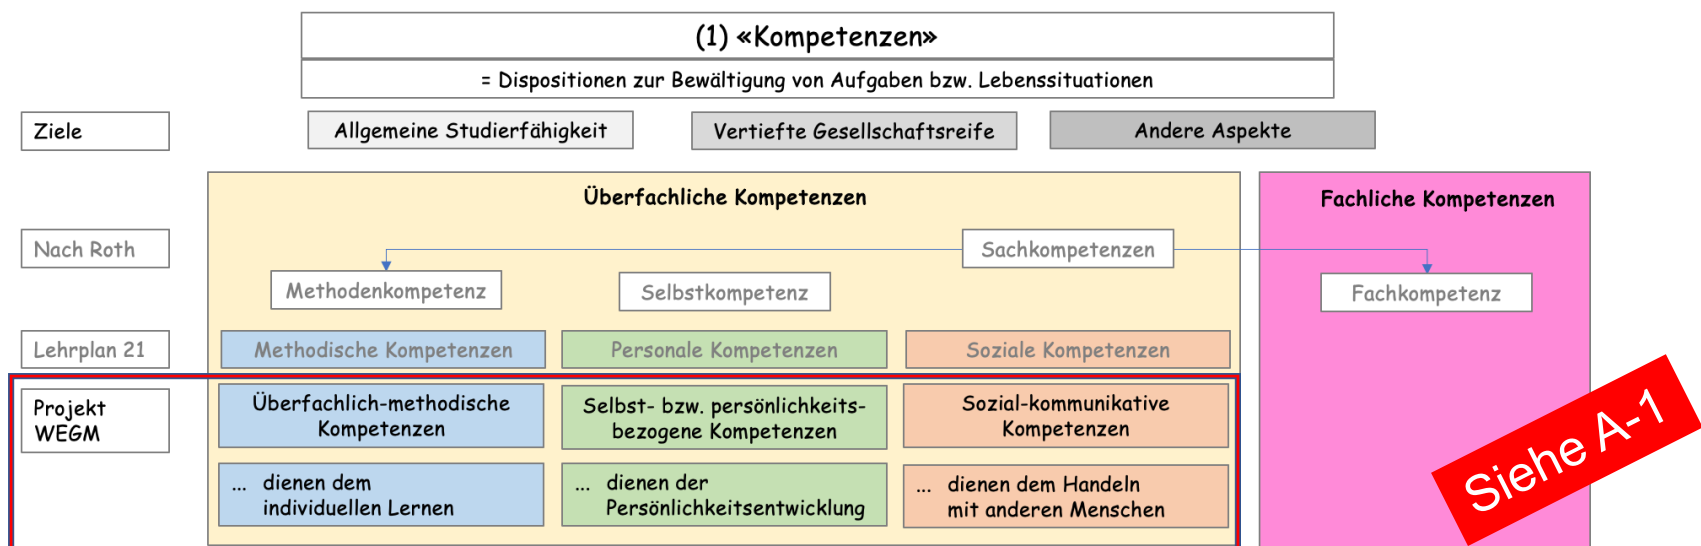 (1) «Kompetenzen»
= Dispositionen zur Bewältigung von Aufgaben bzw. Lebenssituationen
Ziele
Allgemeine Studierfähigkeit
Vertiefte Gesellschaftsreife
Andere Aspekte
Überfachliche Kompetenzen
Fachliche Kompetenzen
Nach Roth
Sachkompetenzen
Methodenkompetenz
Selbstkompetenz
Fachkompetenz
Lehrplan 21
Methodische Kompetenzen
Personale Kompetenzen
Soziale Kompetenzen
Projekt
WEGM
Überfachlich-methodische
Kompetenzen
Selbst- bzw. persönlichkeits-
bezogene Kompetenzen
Sozial-kommunikative
Kompetenzen
... dienen dem
individuellen Lernen
... dienen der
Persönlichkeitsentwicklung
... dienen dem Handeln
mit anderen Menschen
Siehe A-1